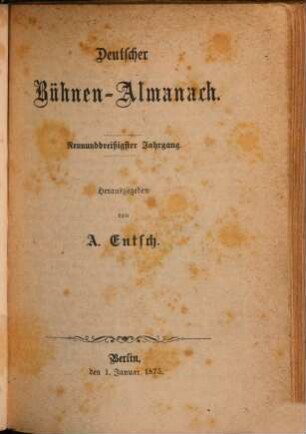 Deutscher
Bühnen-Almanach.
Neununddreißigster Jahrgang.
Herausgegeben
von
A. Entsch.
Berlin,
den 1. Januar 1875.